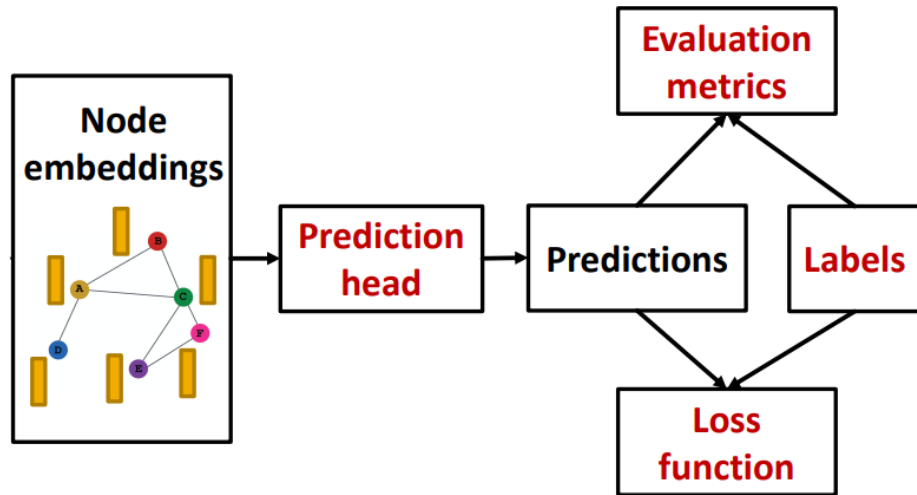 Evaluation
metrics
Node
embeddings
B
A
C
F
D
E
Prediction
head
Predictions
Labels
Loss
function